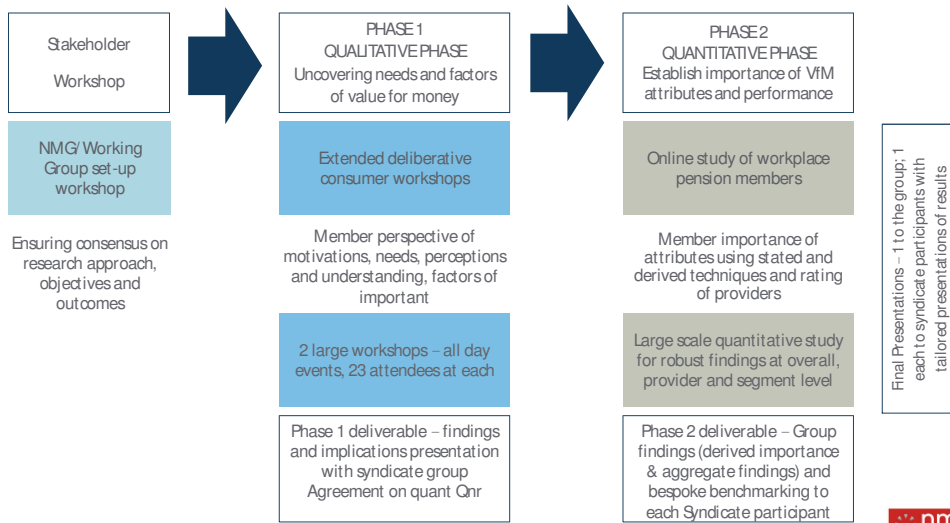 Stakeholder
Workshop
NMG/ Working
Group set-up
workshop
Ensuring consensus on
research approach,
objectives and
outcomes
PHASE 1
QUALITATIVE PHASE
Uncovering needs and factors
of value for money
Extended deliberative
consumer workshops
Member perspective of
motivations, needs, perceptions
and understanding, factors of
important
2 large workshops – all day
events, 23 attendees at each
Phase 1 deliverable – findings
and implications presentation
with syndicate group
Agreement on quant Qnr
PHASE 2
QUANTITATIVE PHASE
Establish importance of VfM
attributes and performance
Online study of workplace
pension members
Member importance of
attributes using stated and
derived techniques and rating
of providers
Large scale quantitative study
for robust findings at overall,
provider and segment level
Phase 2 deliverable – Group
findings (derived importance
& aggregate findings) and
bespoke benchmarking to
each Syndicate participant
Final Presentations – 1 to the group; 1
each to syndicate participants with
tailored presentations of results